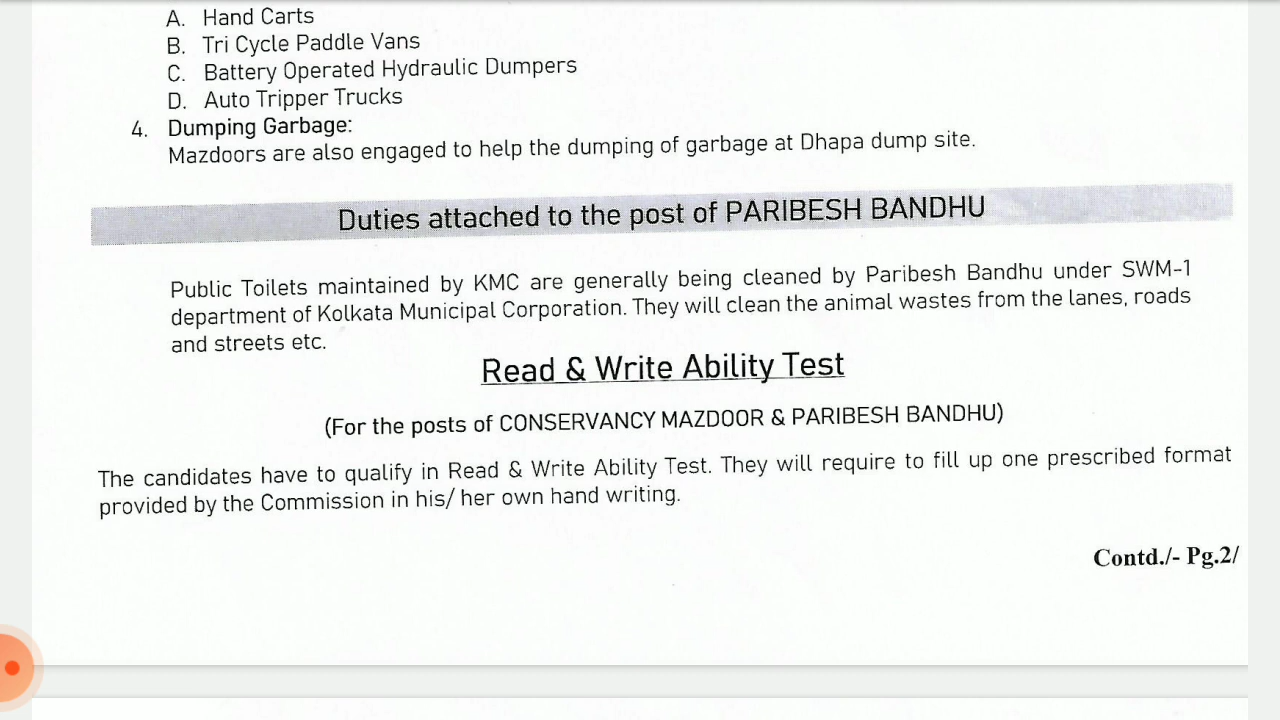 A. Hand Carts
B. Tri Cycle Paddle Vans
C. Battery Operated Hydraulic Dumpers
D. Auto Tripper Trucks
4. Dumping Garbage:
Mazdoors are also engaged to help the dumping of garbage at Dhapa dump site.
Duties attached to the post of PARIBESH BANDHU
Public Toilets maintained by KMC are generally being cleaned by Paribesh Bandhu under SWM-1
department of Kolkata Municipal Corporation. They will clean the animal wastes from the lanes, roads
and streets etc.
Read & Write Ability Test
(For the posts of CONSERVANCY MAZDOOR & PARIBESH BANDHU)
The candidates have to qualify in Read & Write Ability Test. They will require to fill up one prescribed format
provided by the Commission in his/ her own hand writing.
Contd./- Pg.2/